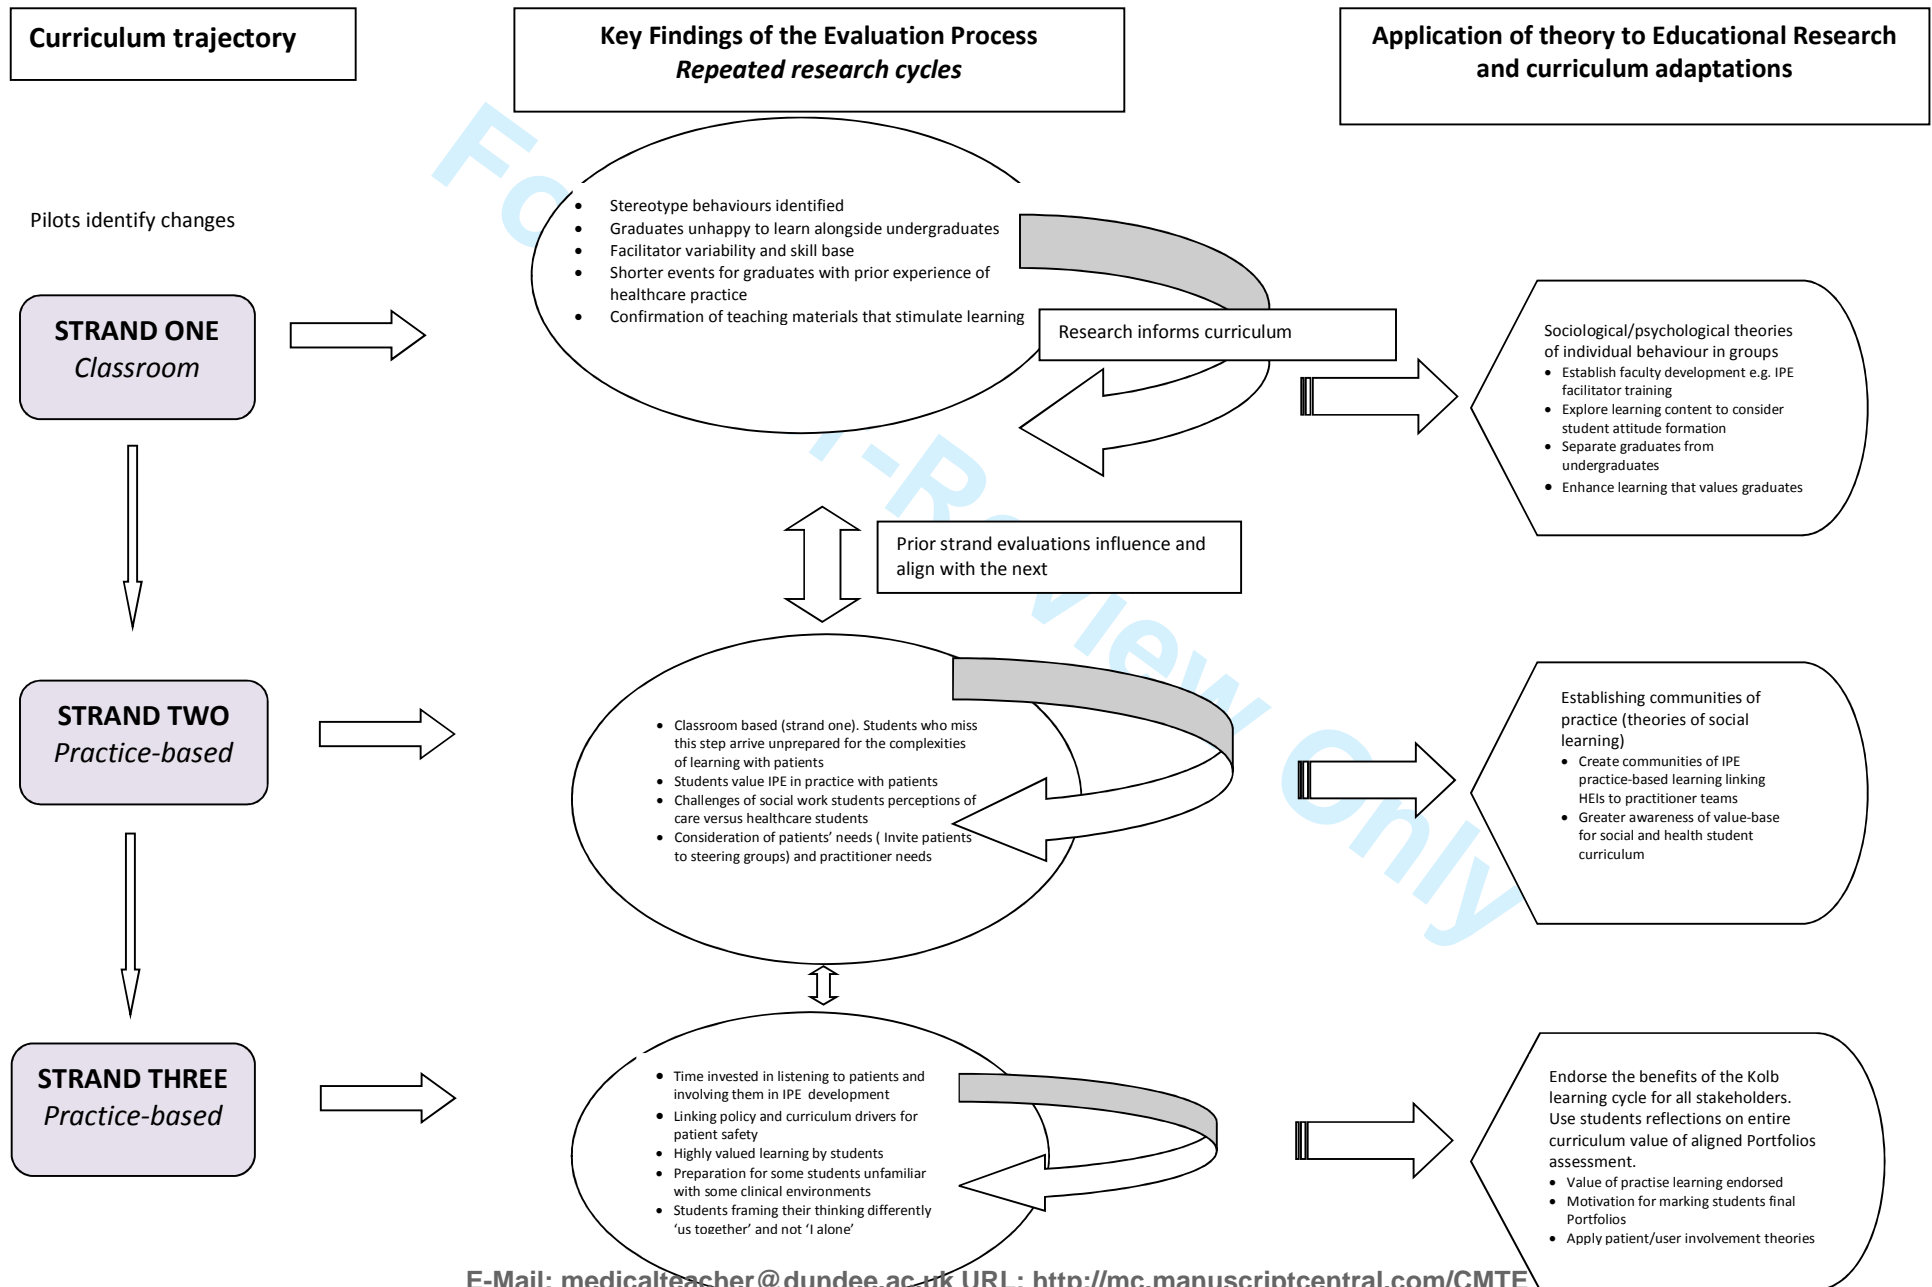 Curriculum trajectory
Key Findings of the Evaluation Process
Repeated research cycles
Application of theory to Educational Research
and curriculum adaptations
Pilots identify changes
STRAND ONE
Classroom
• Stereotype behaviours identified
• Graduates unhappy to learn alongside undergraduates
• Facilitator variability and skill base
• Shorter events for graduates with prior experience of
healthcare practice
• Confirmation of teaching materials that stimulate learning
Research informs curriculum
Sociological/psychological theories
of individual behaviour in groups
• Establish faculty development e.g. IPE
facilitator training
• Explore learning content to consider
student attitude formation
• Separate graduates from
undergraduates
• Enhance learning that values graduates
Prior strand evaluations influence and
align with the next
STRAND TWO
Practice-based
• Classroom based (strand one). Students who miss
this step arrive unprepared for the complexities
of learning with patients
• Students value IPE in practice with patients
• Challenges of social work students perceptions of
care versus healthcare students
• Consideration of patients’ needs ( Invite patients
to steering groups) and practitioner needs
Establishing communities of
practice (theories of social
learning)
• Create communities of IPE
practice-based learning linking
HEIs to practitioner teams
• Greater awareness of value-base
for social and health student
curriculum
STRAND THREE
Practice-based
• Time invested in listening to patients and
involving them in IPE development
• Linking policy and curriculum drivers for
patient safety
• Highly valued learning by students
• Preparation for some students unfamiliar
with some clinical environments
• Students framing their thinking differently
‘us together’ and not ‘I alone’
Endorse the benefits of the Kolb
learning cycle for all stakeholders.
Use students reflections on entire
curriculum value of aligned Portfolios
assessment.
• Value of practise learning endorsed
• Motivation for marking students final
Portfolios
• Apply patient/user involvement theories
E-Mail: medicalteacher@dundee.ac.uk URL: http://mc.manuscriptcentral.com/CMTE
-Review Only